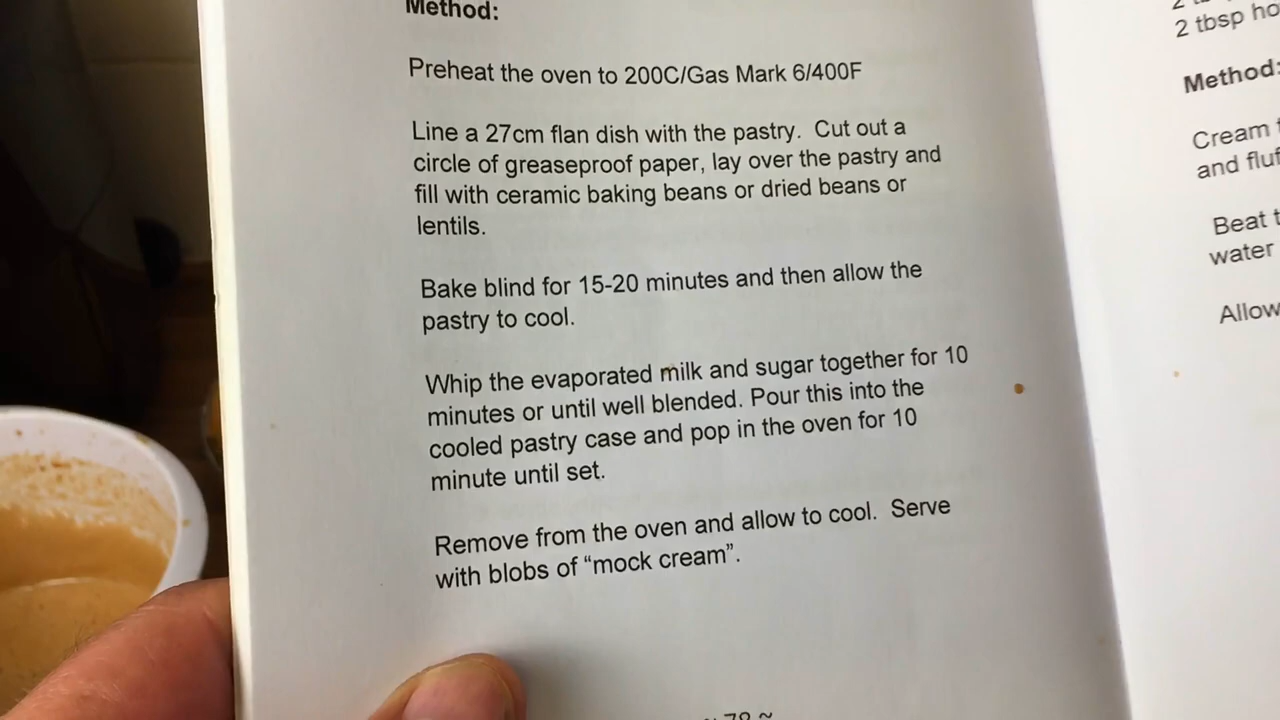 Method:
Preheat the oven to 200C/Gas Mark 6/400F
Line a 27cm flan dish with the pastry.  Cut out a
circle of greaseproof paper, lay over the pastry and
fill with ceramic baking beans or dried beans or
lentils.
Bake blind for 15-20 minutes and then allow the
pastry to cool.
Whip the evaporated milk and sugar together for 10
minutes or until well blended. Pour this into the
cooled pastry case and pop in the oven for 10
minute until set.
Remove from the oven and allow to cool.  Serve
with blobs of “mock cream”.
2 tbsp
Method:
Cream
and
Beat
water
Allow